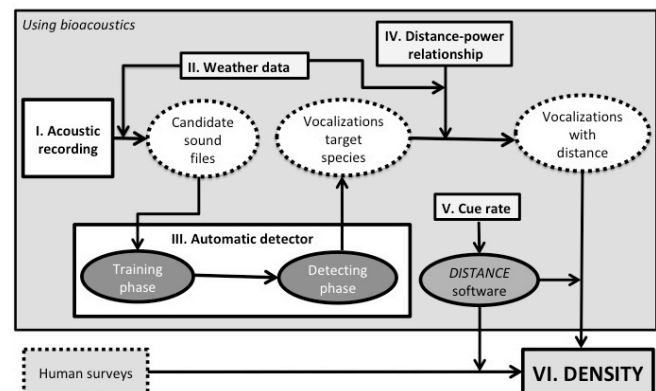 Using bioacoustics
IV. Distance-power
relationship
II. Weather data
I. Acoustic
recording
Candidate
sound
files
Vocalizations
target
species
Vocalizations
with
distance
V. Cue rate
III. Automatic detector
Training
phase
Detecting
phase
DISTANCE
software
Human surveys
VI. DENSITY